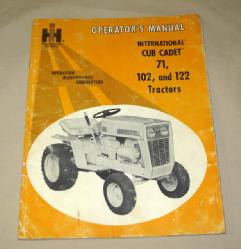 OPERATOR'S MANUAL
INTERNATIONAL
CUB CADET
71,
102, and 122
Tractors
OPERATION
MAINTENANCE
LUBRICATION